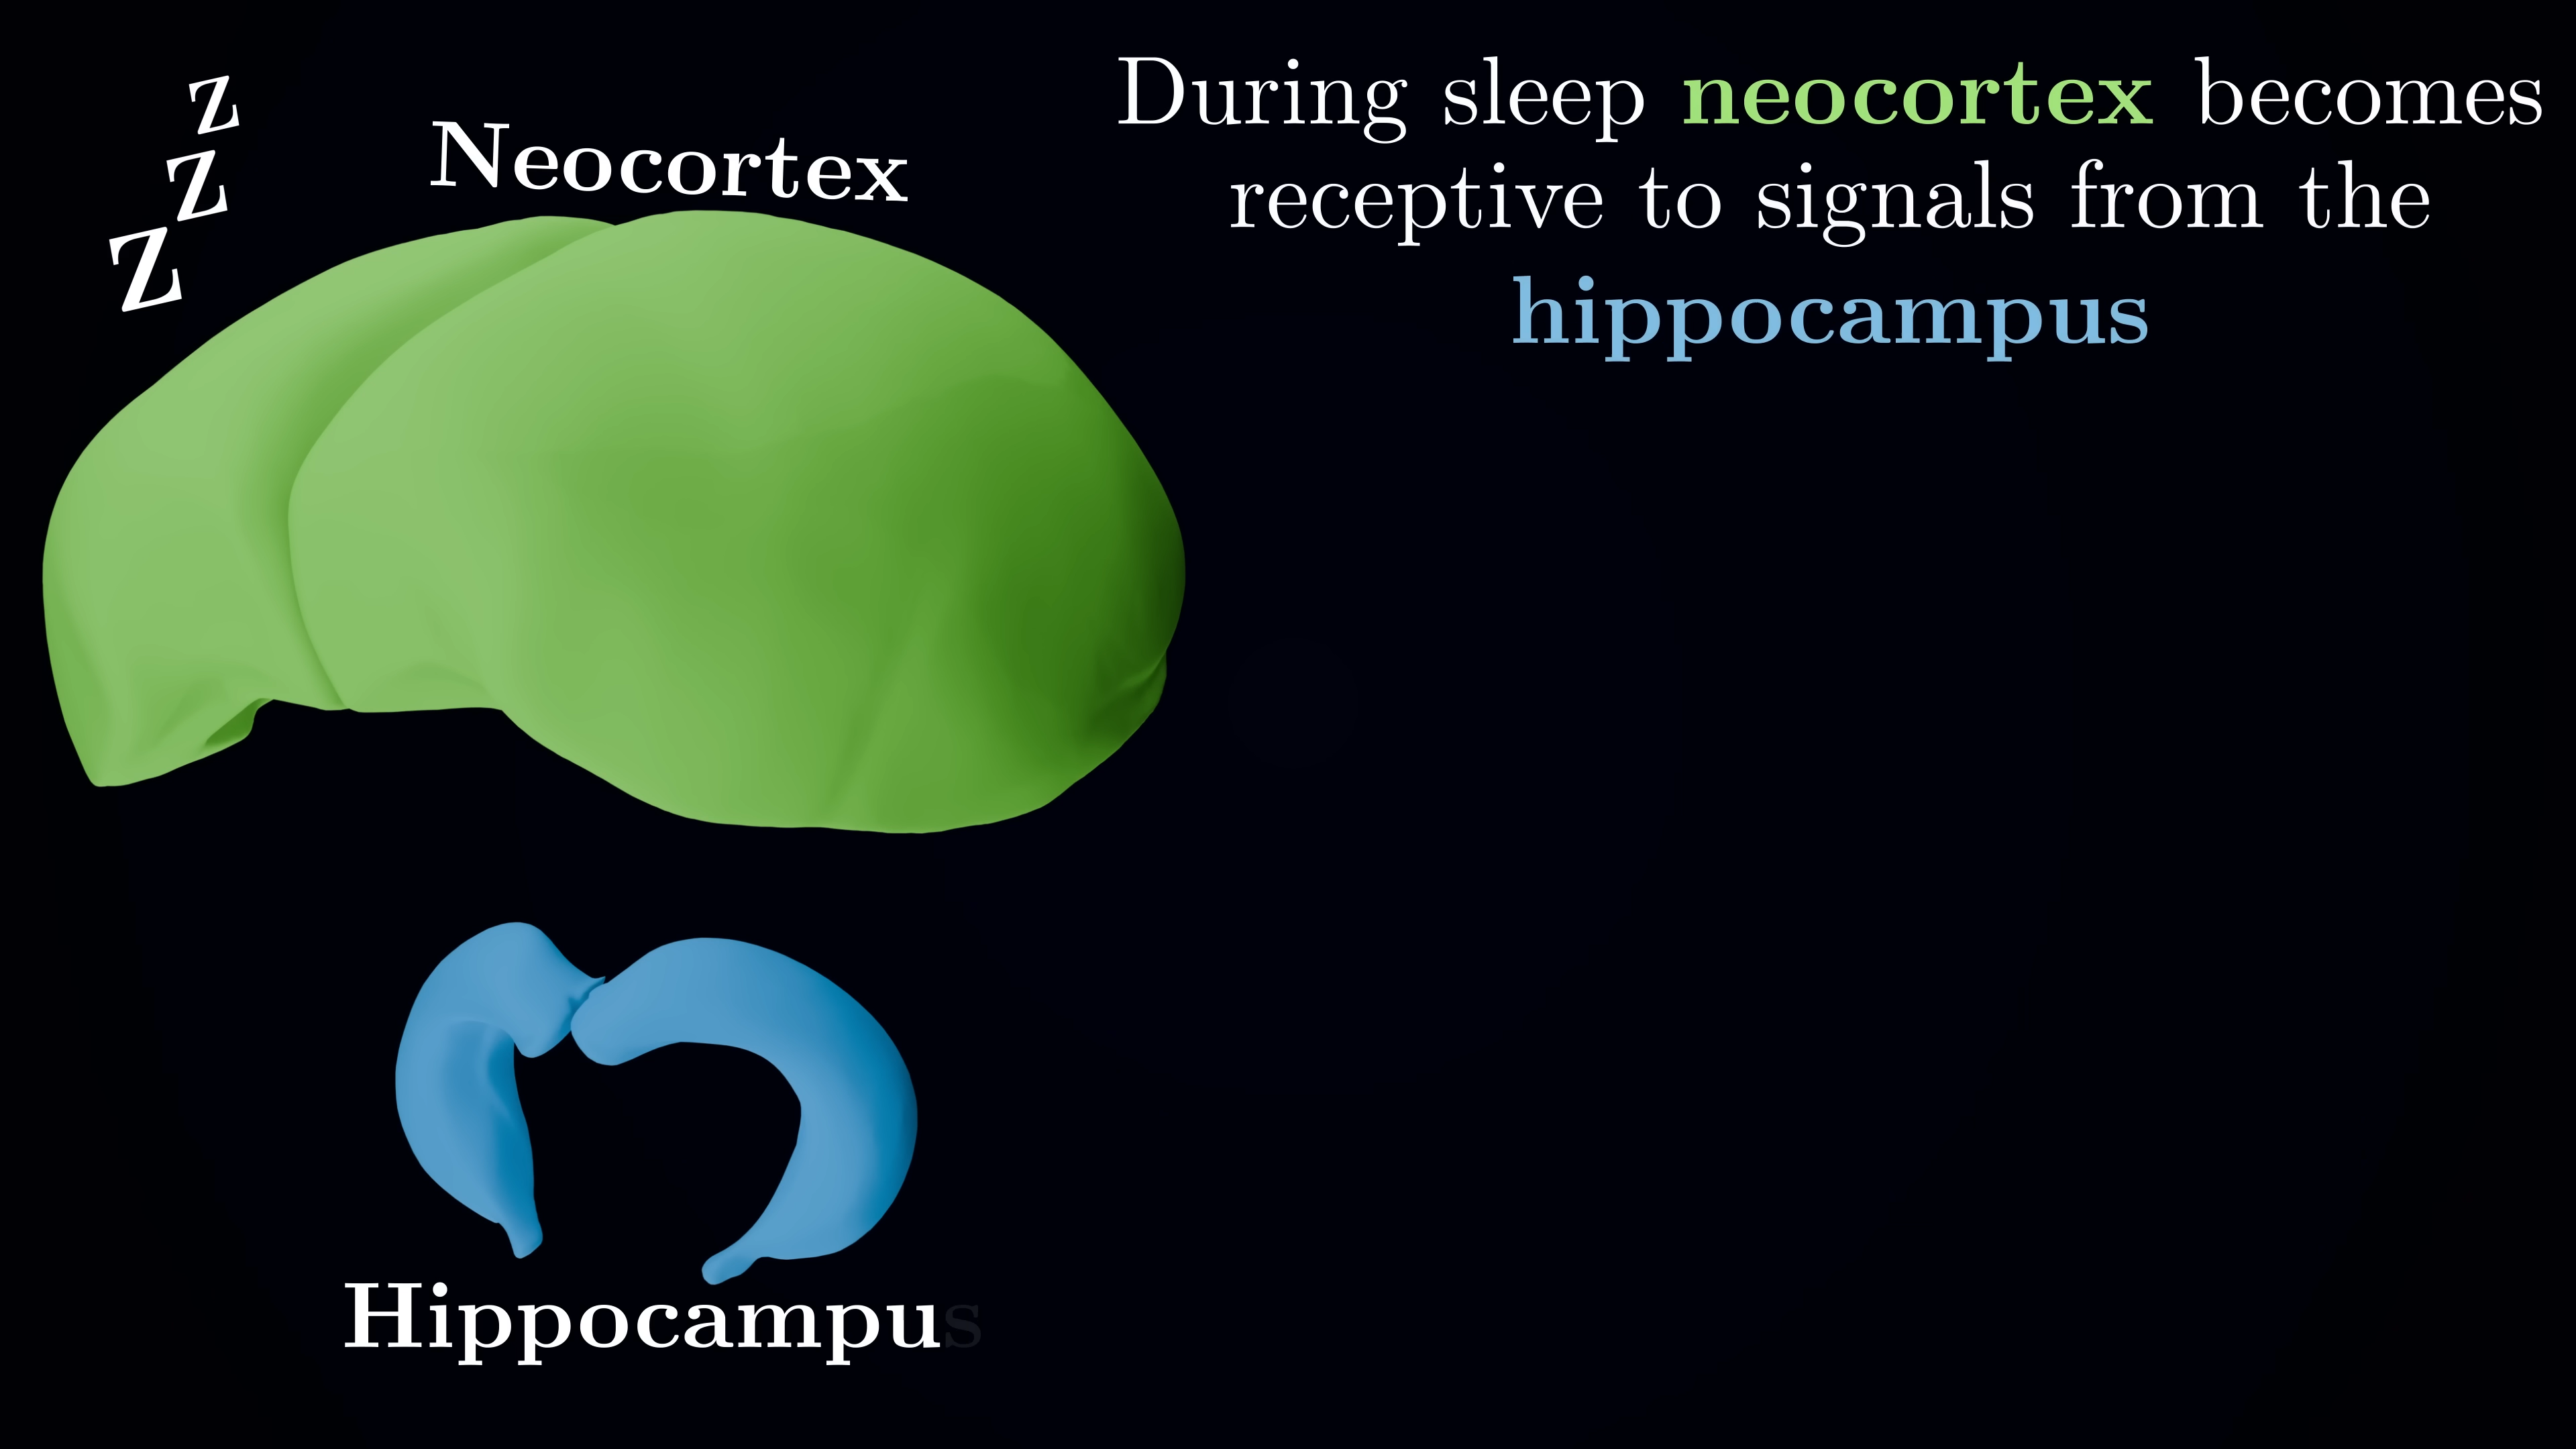 z
z
z
Neocortex
During sleep neocortex becomes
receptive to signals from the
hippocampus
Hippocampus